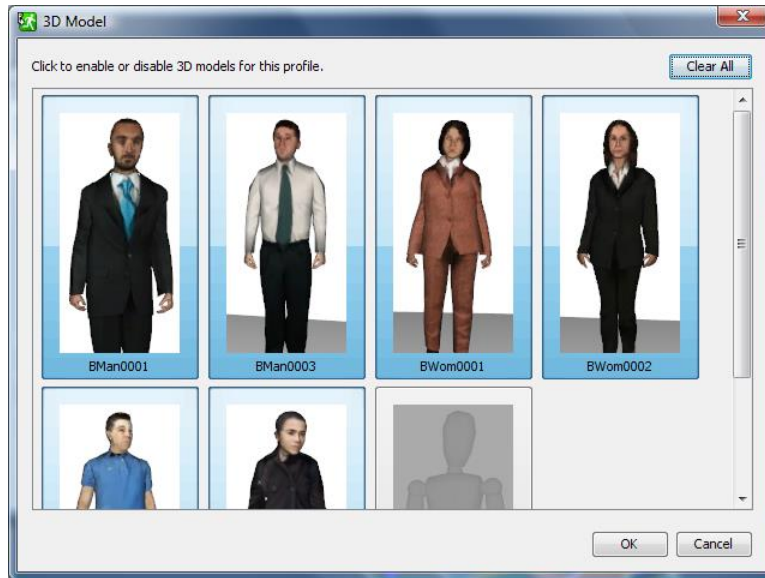 3D Model
Click to enable or disable 3D models for this profile.
Clear All
BMan0001
BMan0003
BWom0001
BWom0002
OK
Cancel